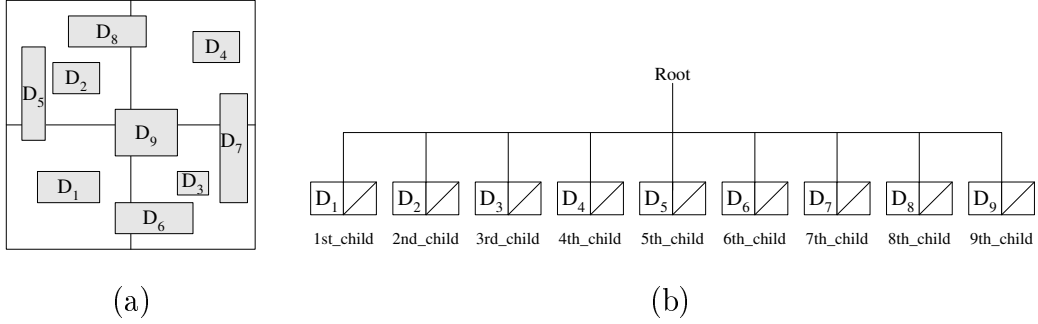 D8
D4
D2
D5
D9
D7
D1
D3
D6
Root
D1 D2 D3 D4 D5 D6 D7 D8 D9
1st_child 2nd_child 3rd_child 4th_child 5th_child 6th_child 7th_child 8th_child 9th_child
(a) (b)